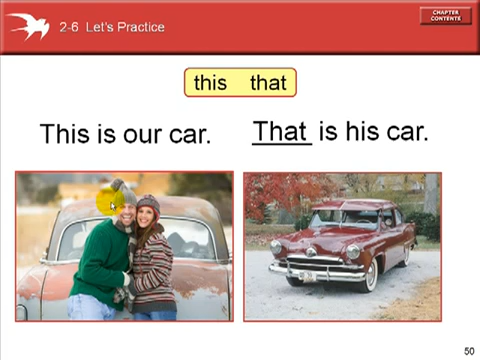 2-6 Let's Practice
CHAPTER
CONTENTS
this that
This is our car.
That is his car.
50